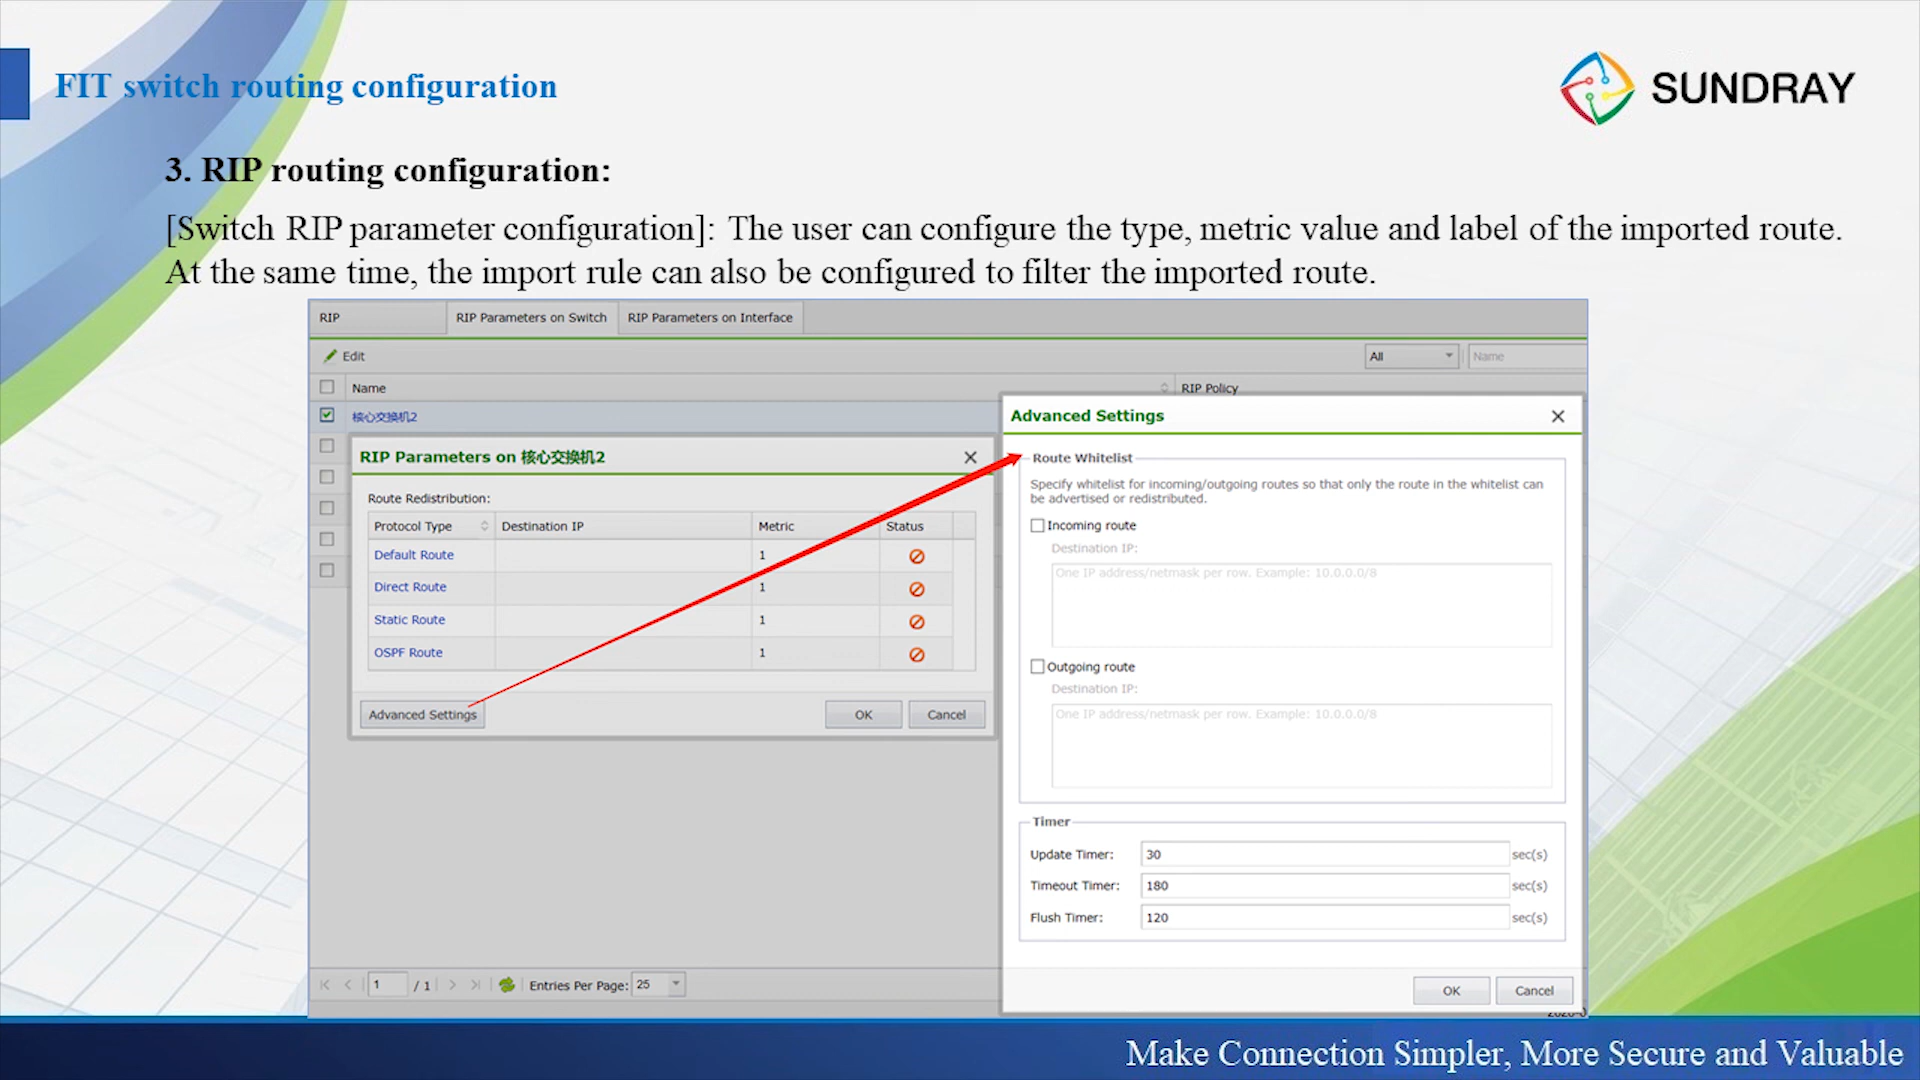 FIT switch routing configuration
SUNDRAY
3. RIP routing configuration:
[Switch RIP parameter configuration]: The user can configure the type, metric value and label of the imported route.
At the same time, the import rule can also be configured to filter the imported route.
RIP RIP Parameters on Switch RIP Parameters on Interface
Edit All Name
Name RIP Policy
核心交换机2
RIP Parameters on 核心交换机2
Route Redistribution:
Protocol Type Destination IP Metric Status
Default Route 1
Direct Route 1
Static Route 1
OSPF Route 1
Advanced Settings OK Cancel
Advanced Settings
Route Whitelist
Specify whitelist for incoming/outgoing routes so that only the route in the whitelist can
be advertised or redistributed.
Incoming route
Destination IP:
One IP address/netmask per row. Example: 10.0.0.0/8
Outgoing route
Destination IP:
One IP address/netmask per row. Example: 10.0.0.0/8
Timer
Update Timer: 30 sec(s)
Timeout Timer: 180 sec(s)
Flush Timer: 120 sec(s)
OK Cancel
1 / 1 Entries Per Page: 25
Make Connection Simpler, More Secure and Valuable